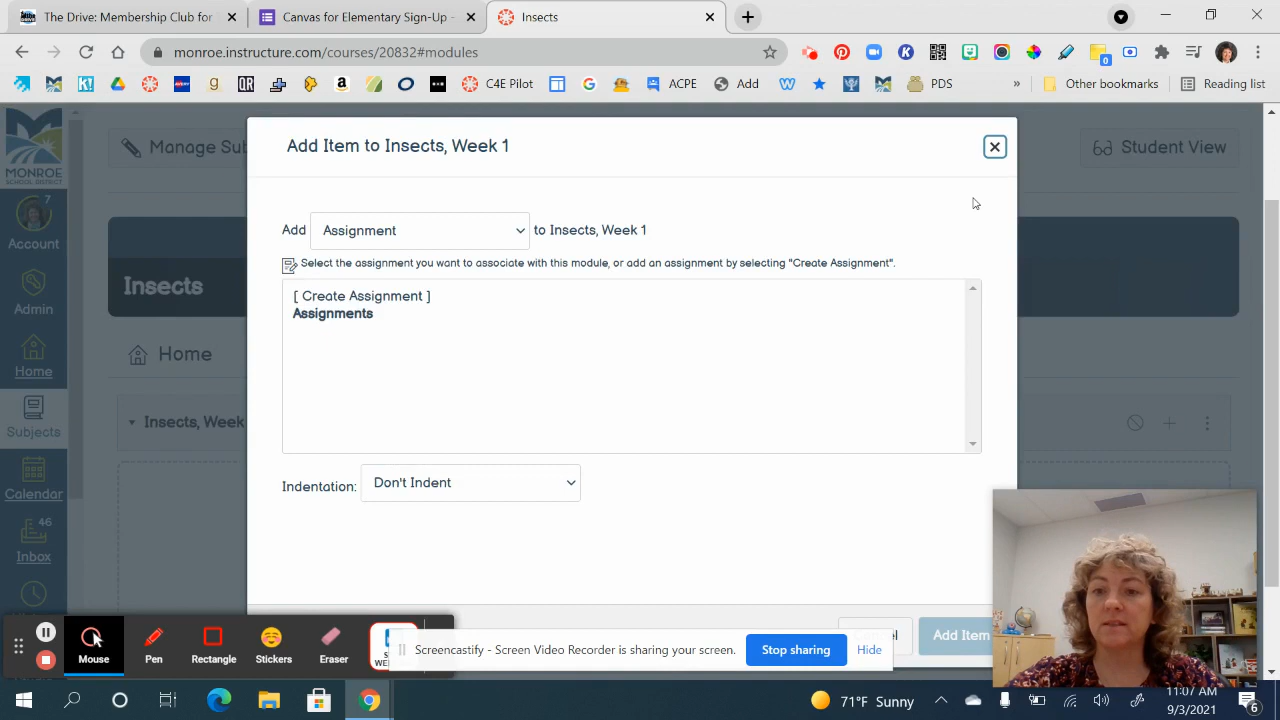 The Drive: Membership Club for
Canvas for Elementary Sign-Up -
Insects
monroe.instructure.com/courses/20832#modules
C4E Pilot
ACPE
Add
PDS
Other bookmarks
Reading list
MONROE
SCHOOL DISTRICT
7
Account
Admin
Home
Subjects
Calendar
46
Inbox
Manage Sub
Student View
Insects
Home
Insects, Week
Add Item to Insects, Week 1
Add Assignment to Insects, Week 1
Select the assignment you want to associate with this module, or add an assignment by selecting "Create Assignment".
[ Create Assignment ]
Assignments
Indentation: Don't Indent
Add Item
Mouse
Pen
Rectangle
Stickers
Eraser
Screencastify - Screen Video Recorder is sharing your screen.
Stop sharing
Hide
71°F Sunny
11:07 AM
9/3/2021
6